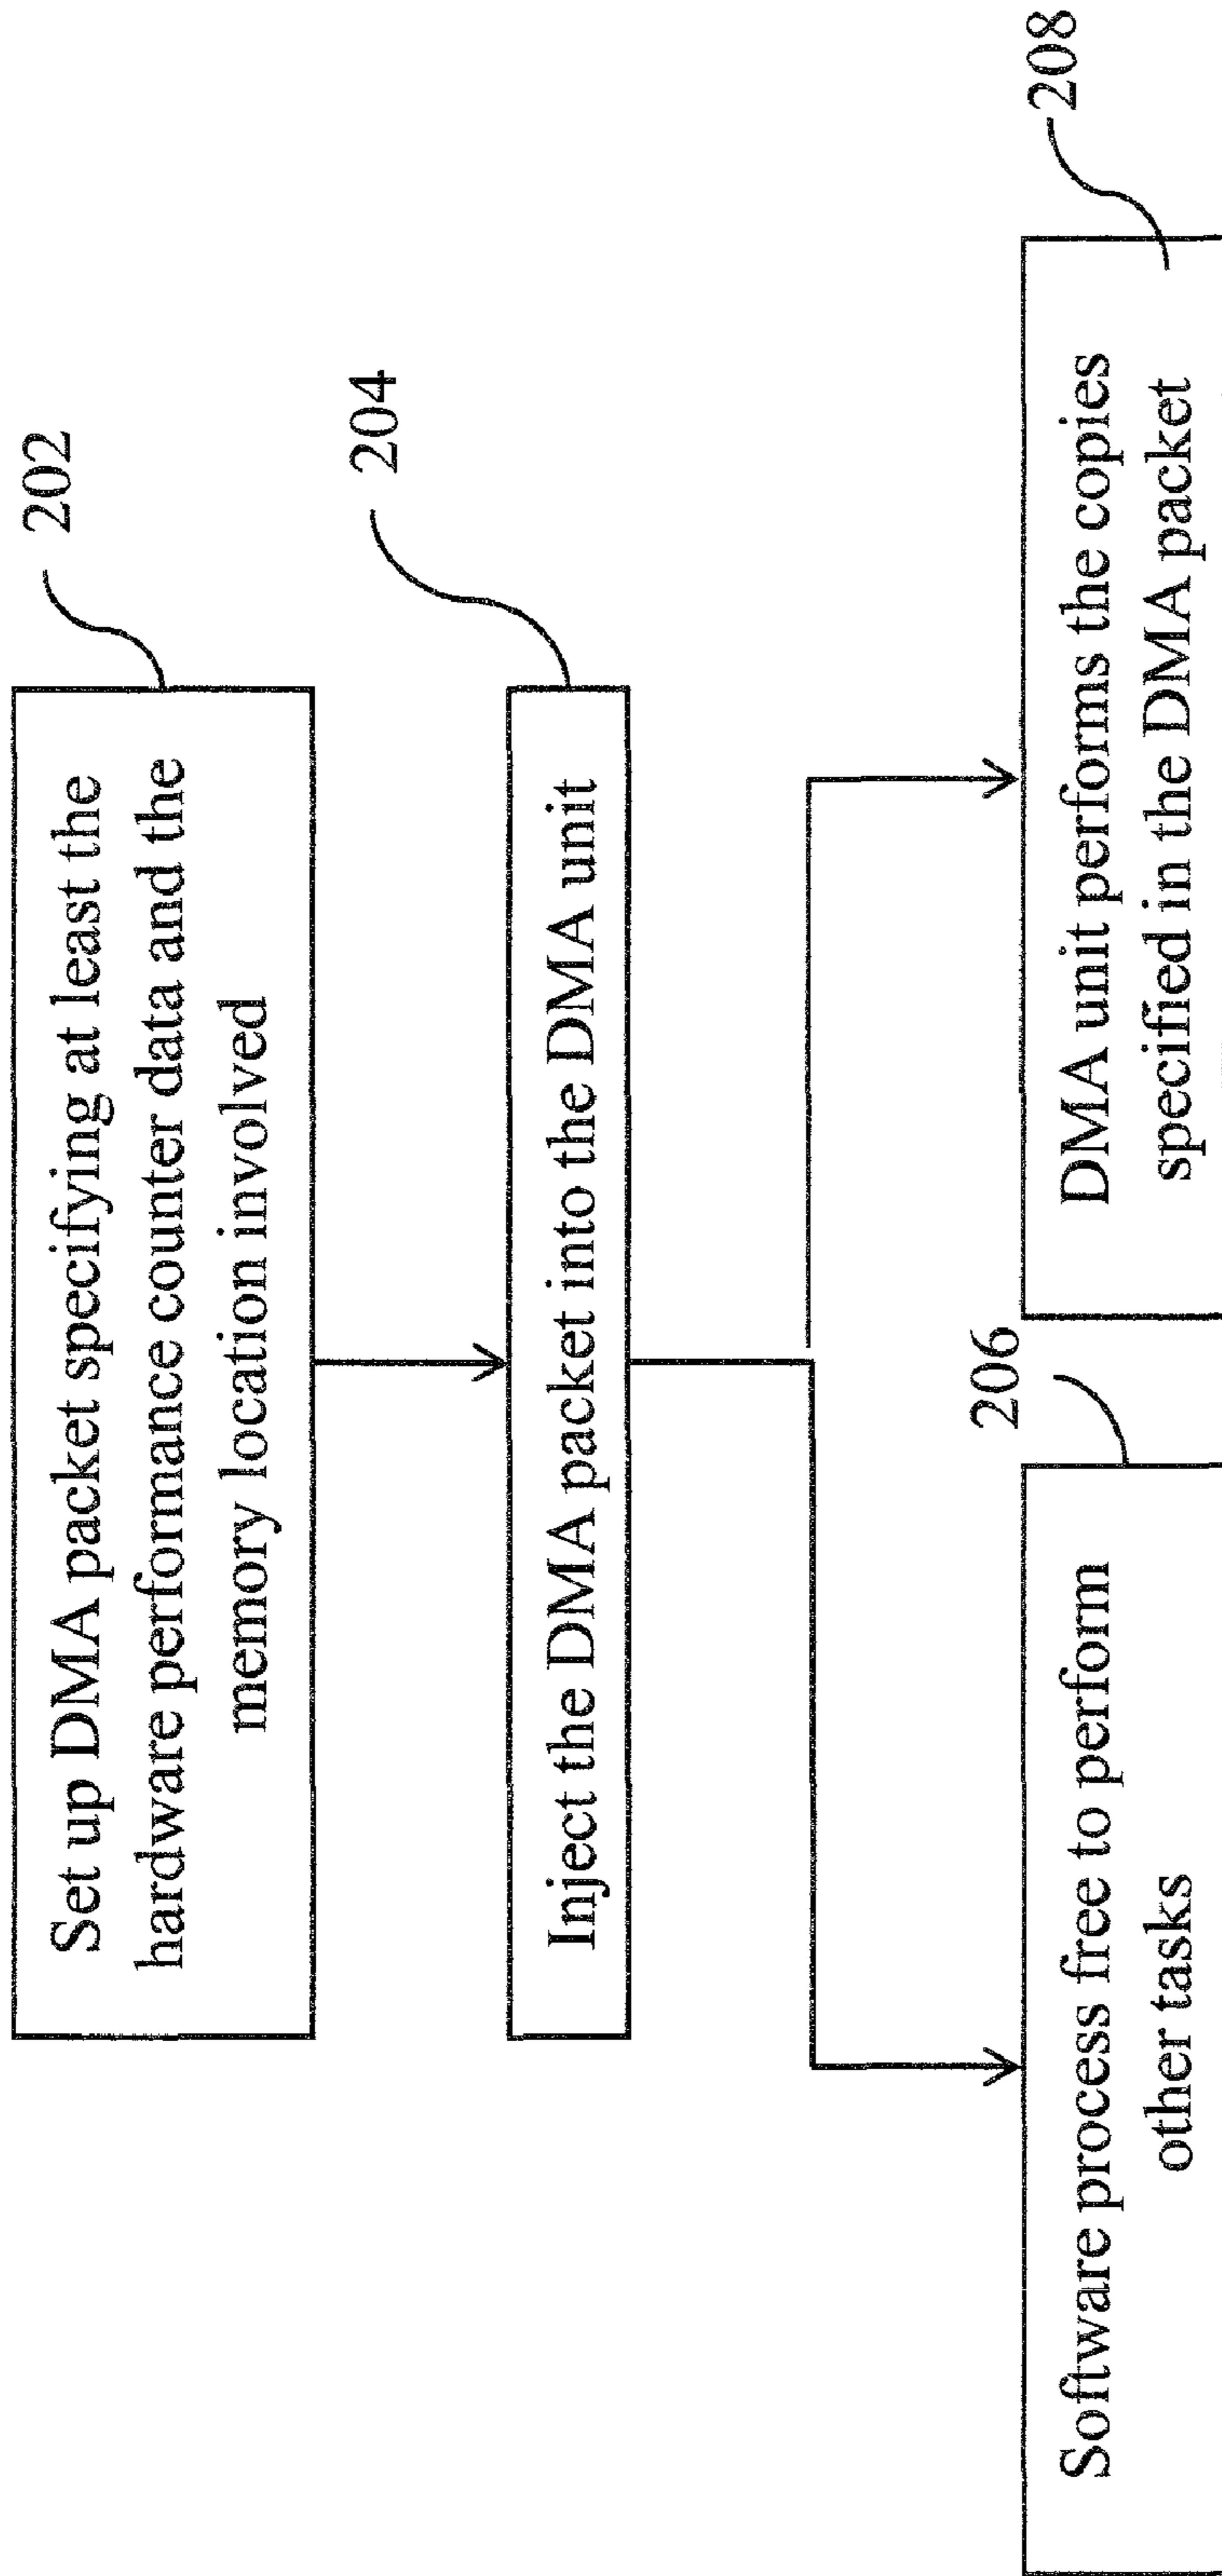 Set up DMA packet specifying at least the
hardware performance counter data and the
memory location involved
202
Inject the DMA packet into the DMA unit
204
Software process free to perform
other tasks
206
DMA unit performs the copies
specified in the DMA packet
208